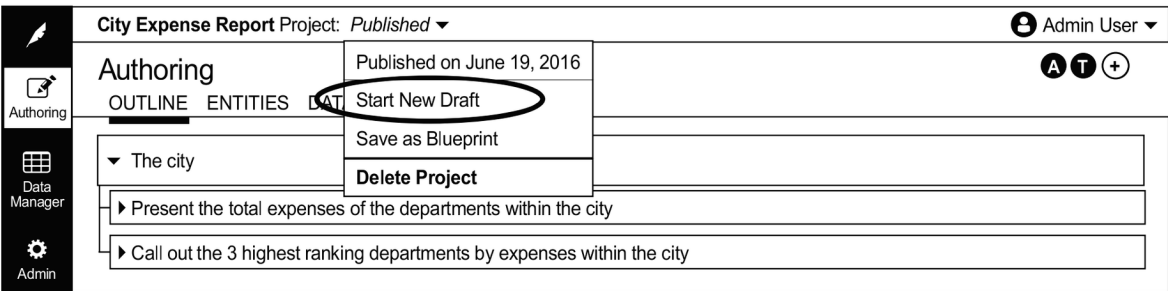 City Expense Report Project: Published
Admin User
Authoring
Published on June 19, 2016
A T +
Authoring
OUTLINE ENTITIES
Start New Draft
Save as Blueprint
The city
Data
Manager
Delete Project
Present the total expenses of the departments within the city
Call out the 3 highest ranking departments by expenses within the city
Admin